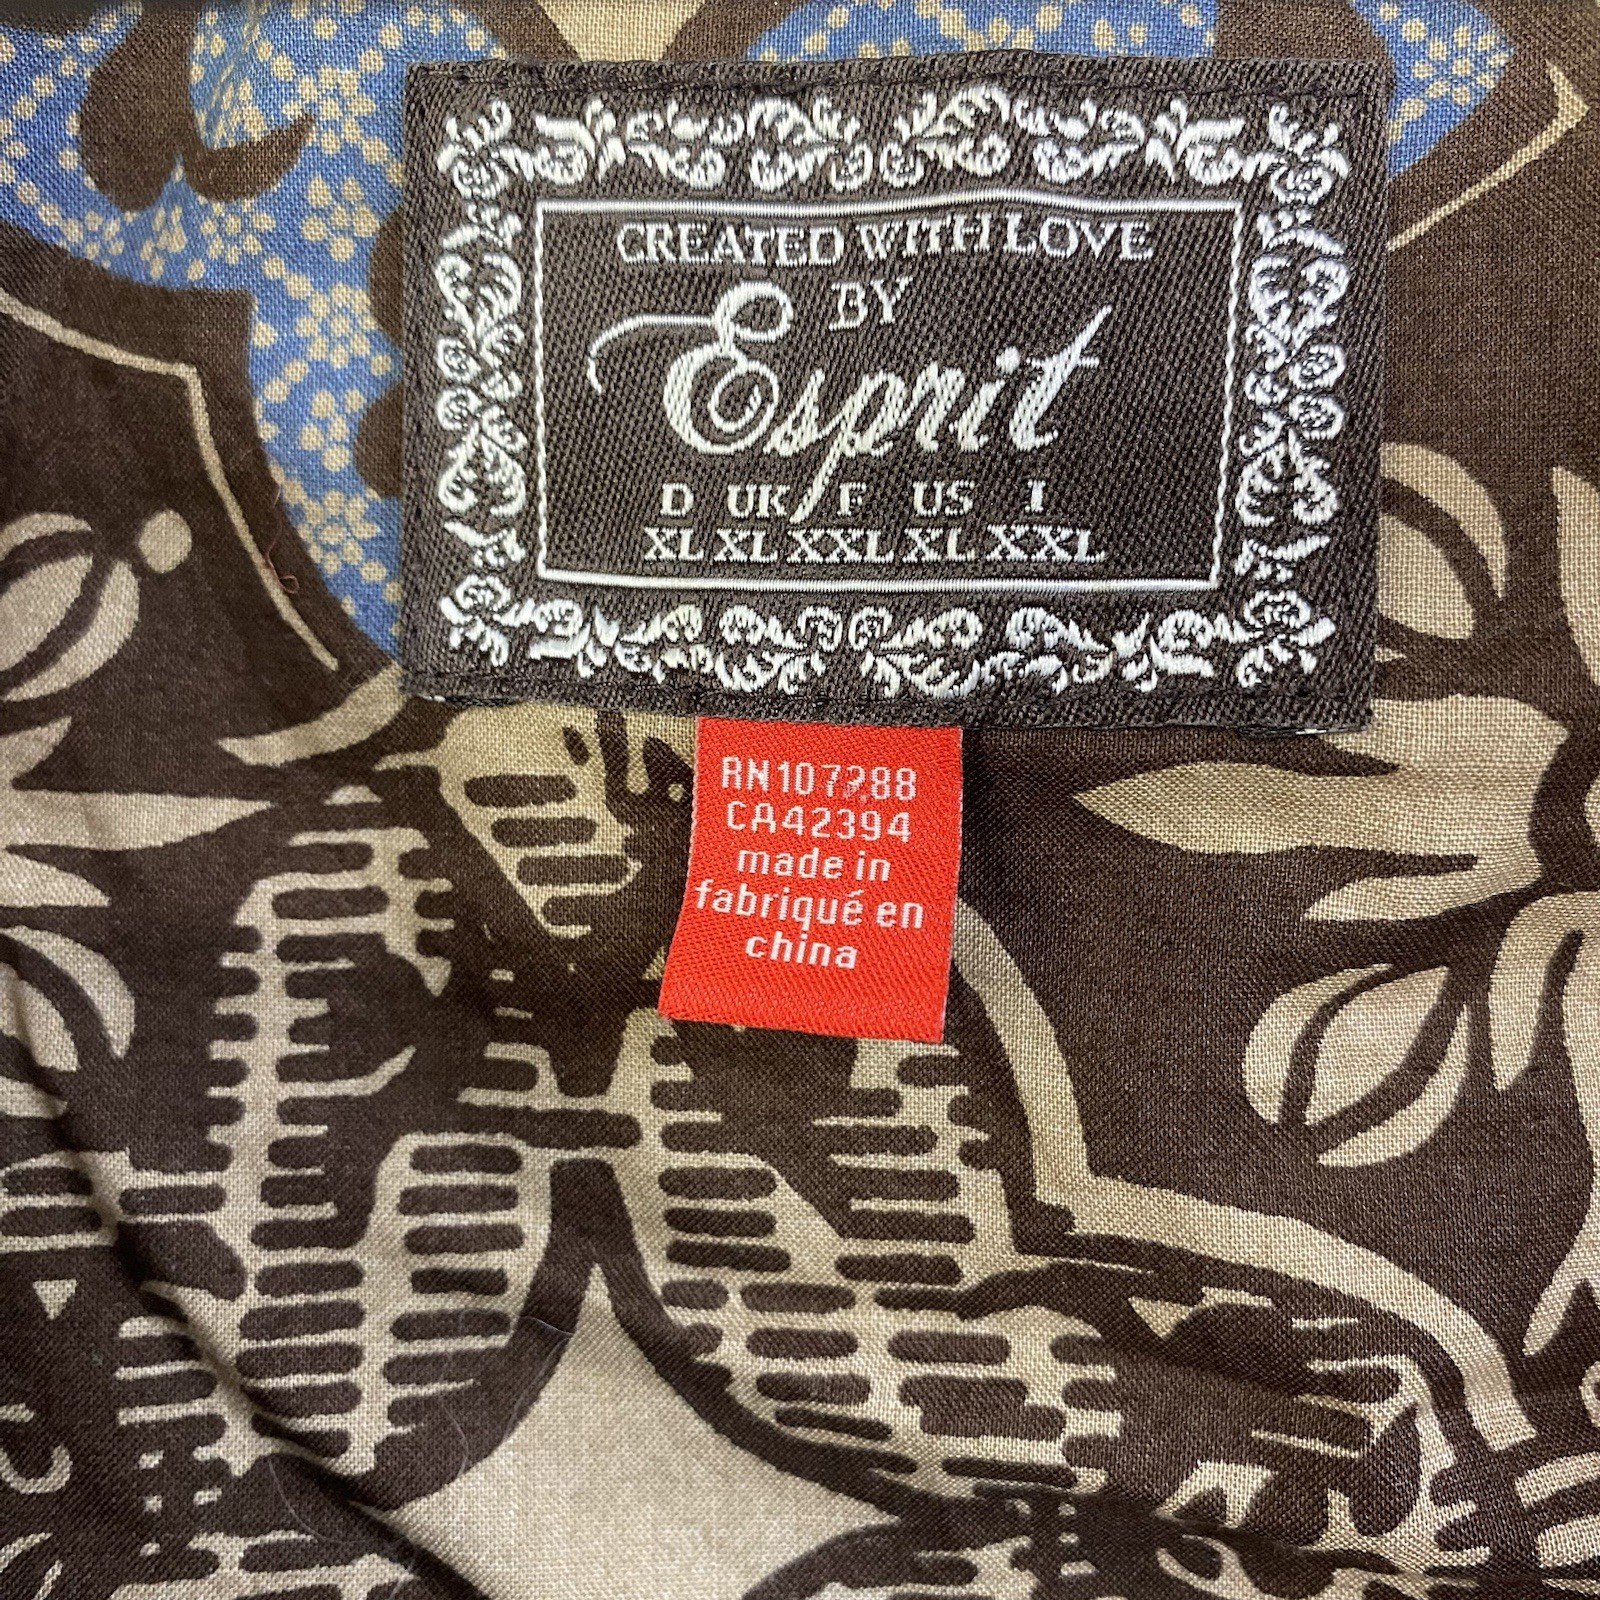 CREATED WITH LOVE
BY
Esprit
D UK F US I
XL XL XXL XL XXL
RN107288
CA42394
made in
fabriqué en
china